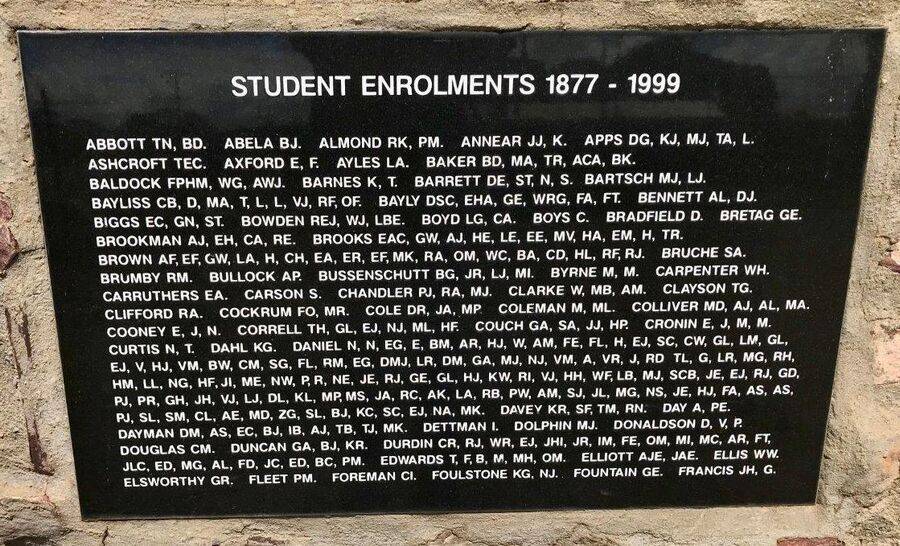 STUDENT ENROLMENTS 1877 - 1999
ABBOTT TN, BD. ABELA BJ. ALMOND RK, PM. ANNEAR JJ, K. APPS DG, KJ, MJ, TA, L.
ASHCROFT TEC. AXFORD E, F. AYLES LA. BAKER BD, MA, TR, ACA, BK.
BALDOCK FPHM, WG, AWJ. BARNES K, T. BARRETT DE, ST, N, S. BARTSCH MJ, LJ.
BAYLISS CB, D, MA, T, L, L, VJ, RF, OF. BAYLY DSC, EHA, GE, WRG, FA, FT. BENNETT AL, DJ.
BIGGS EC, GN, ST. BOWDEN REJ, WJ, LBE. BOYD LG, CA. BOYS C. BRADFIELD D. BRETAG GE.
BROOKMAN AJ, EH, CA, RE. BROOKS EAC, GW, AJ, HE, LE, EE, MV, HA, EM, H, TR.
BROWN AF, EF, GW, LA, H, CH, EA, ER, EF, MK, RA, OM, WC, BA, CD, HL, RF, RJ. BRUCHE SA.
BRUMBY RM. BULLOCK AP. BUSSENSCHUTT BG, JR, LJ, MI. BYRNE M, M. CARPENTER WH.
CARRUTHERS EA. CARSON S. CHANDLER PJ, RA, MJ. CLARKE W, MB, AM. CLAYSON TG.
CLIFFORD RA. COCKRUM FO, MR. COLE DR, JA, MP. COLEMAN M, ML. COLLIVER MD, AJ, AL, MA.
COONEY E, J, N. CORRELL TH, GL, EJ, NJ, ML, HF. COUCH GA, SA, JJ, HP. CRONIN E, J, M, M.
CURTIS N, T. DAHL KG. DANIEL N, N, EG, E, BM, AR, HJ, W, AM, FE, FL, H, EJ, SC, CW, GL, LM, GL,
EJ, V, HJ, VM, BW, CM, SG, FL, RM, EG, DMJ, LR, DM, GA, MJ, NJ, VM, A, VR, J, RD TL, G, LR, MG, RH,
HM, LL, NG, HF, JI, ME, NW, P, R, NE, JE, RJ, GE, GL, HJ, KW, RI, VJ, HH, WF, LB, MJ, SCB, JE, EJ, RJ, GD,
PJ, PR, GH, JH, VJ, LJ, DL, KL, MP, MS, JA, RC, AK, LA, RB, PW, AM, SJ, JL, MG, NS, JE, HJ, FA, AS, AS,
PJ, SL, SM, CL, AE, MD, ZG, SL, BJ, KC, SC, EJ, NA, MK. DAVEY KR, SF, TM, RN. DAY A, PE.
DAYMAN DM, AS, EC, BJ, IB, AJ, TB, TJ, MK. DETTMAN I. DOLPHIN MJ. DONALDSON D, V, P.
DOUGLAS CM. DUNCAN GA, BJ, KR. DURDIN CR, RJ, WR, EJ, JHI, JR, IM, FE, OM, MI, MC, AR, FT,
JLC, ED, MG, AL, FD, JC, ED, BC, PM. EDWARDS T, F, B, M, MH, OM. ELLIOTT AJE, JAE. ELLIS WW.
ELSWORTHY GR. FLEET PM. FOREMAN CI. FOULSTONE KG, NJ. FOUNTAIN GE. FRANCIS JH, G.